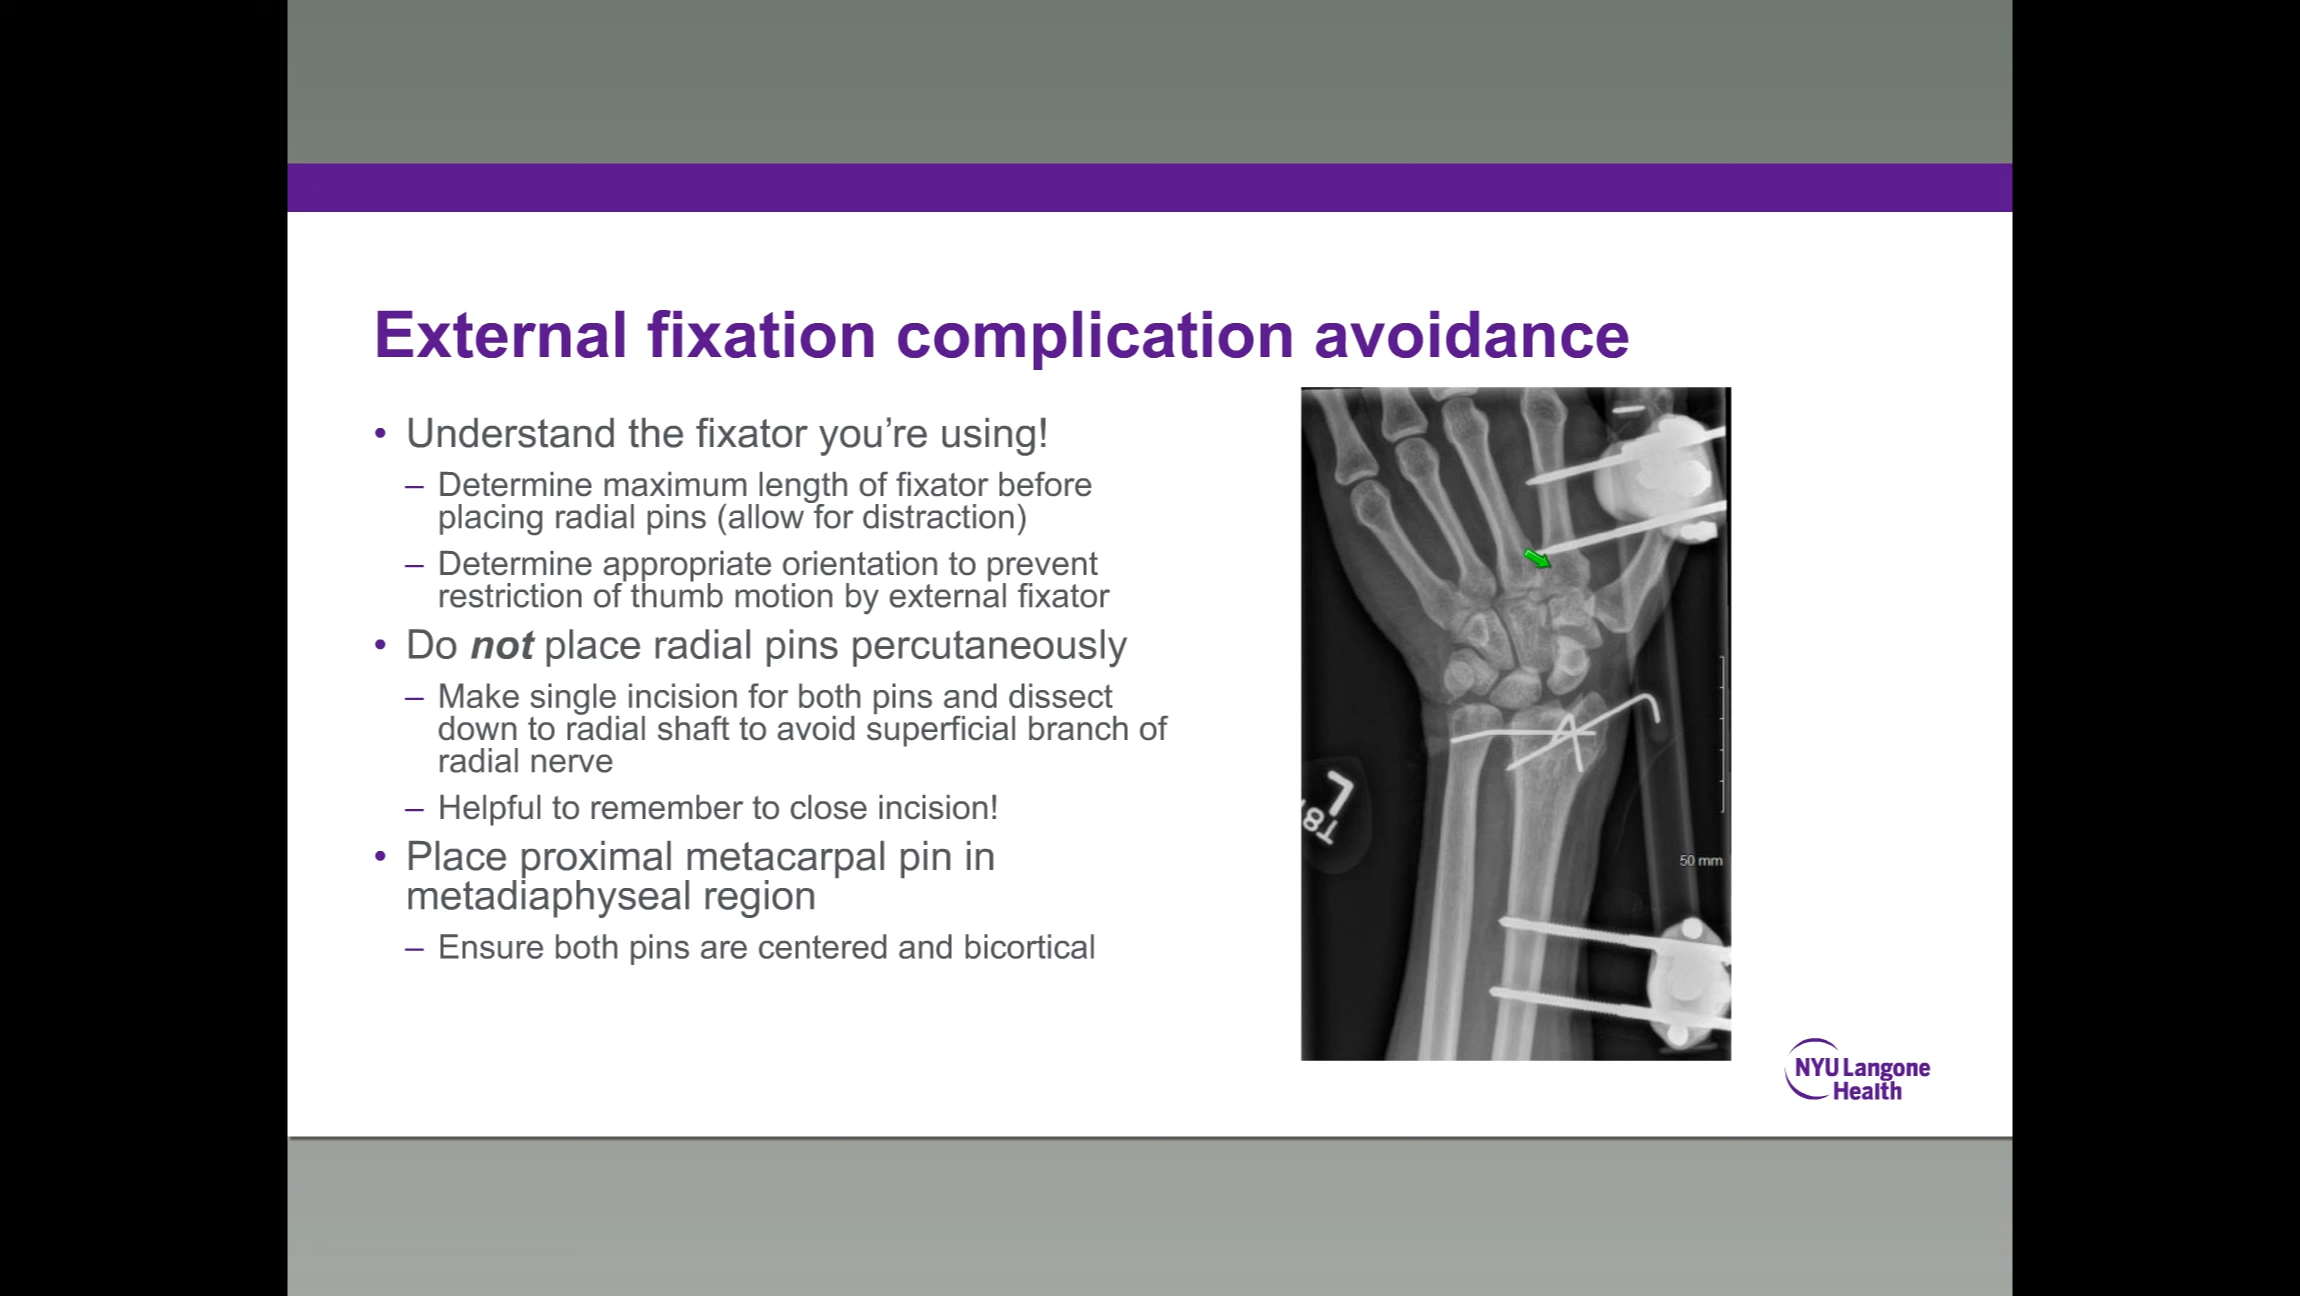 External fixation complication avoidance
• Understand the fixator you’re using!
– Determine maximum length of fixator before
placing radial pins (allow for distraction)
– Determine appropriate orientation to prevent
restriction of thumb motion by external fixator
• Do not place radial pins percutaneously
– Make single incision for both pins and dissect
down to radial shaft to avoid superficial branch of
radial nerve
– Helpful to remember to close incision!
• Place proximal metacarpal pin in
metadiaphyseal region
– Ensure both pins are centered and bicortical
L
T8
50 mm
NYU Langone
Health